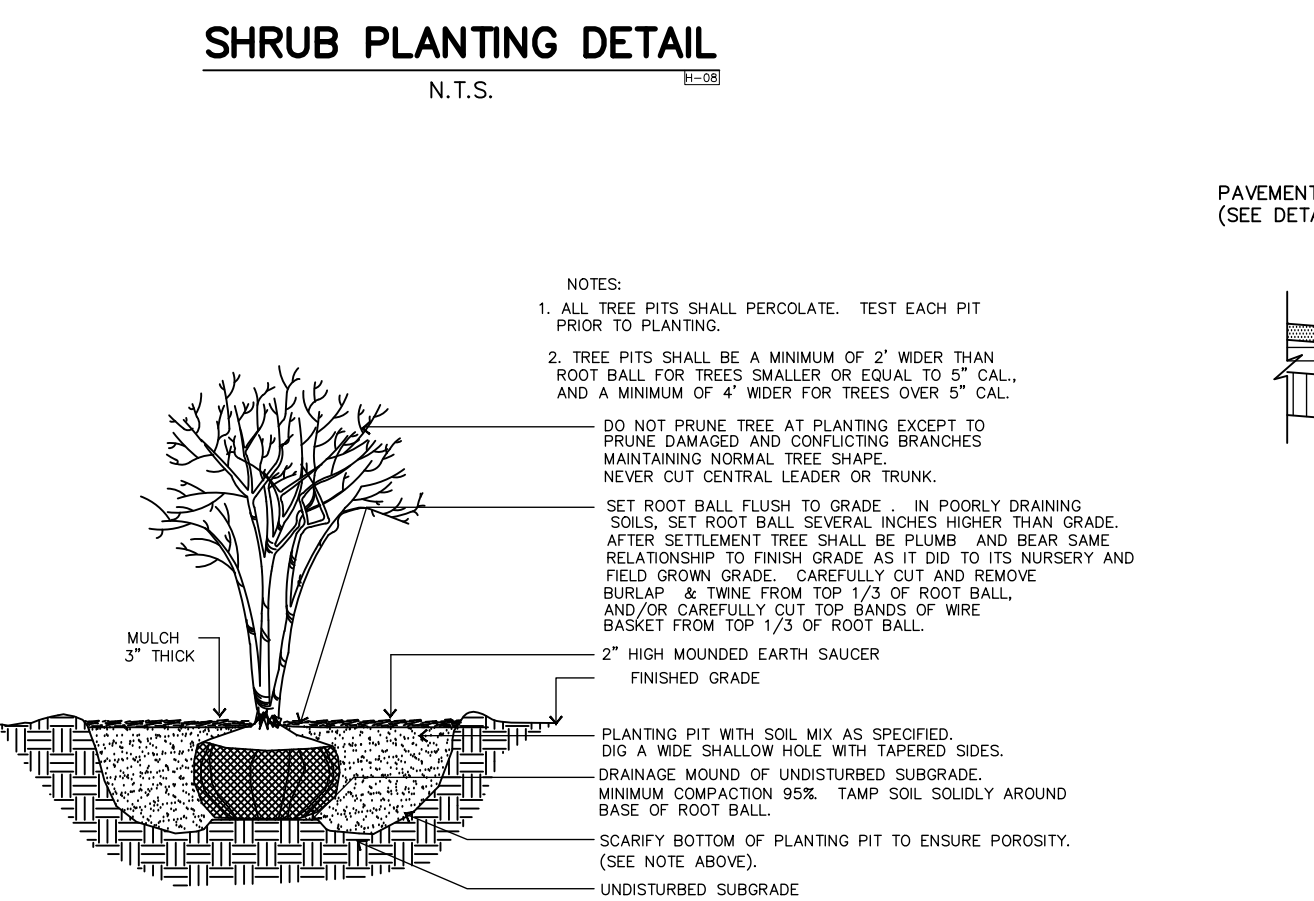 SHRUB PLANTING DETAIL
H-08
N.T.S.
PAVEMENT
(SEE DETA
NOTES:
1. ALL TREE PITS SHALL PERCOLATE. TEST EACH PIT
PRIOR TO PLANTING.
2. TREE PITS SHALL BE A MINIMUM OF 2' WIDER THAN
ROOT BALL FOR TREES SMALLER OR EQUAL TO 5" CAL.,
AND A MINIMUM OF 4' WIDER FOR TREES OVER 5" CAL.
DO NOT PRUNE TREE AT PLANTING EXCEPT TO
PRUNE DAMAGED AND CONFLICTING BRANCHES
MAINTAINING NORMAL TREE SHAPE.
NEVER CUT CENTRAL LEADER OR TRUNK.
SET ROOT BALL FLUSH TO GRADE . IN POORLY DRAINING
SOILS, SET ROOT BALL SEVERAL INCHES HIGHER THAN GRADE.
AFTER SETTLEMENT TREE SHALL BE PLUMB AND BEAR SAME
RELATIONSHIP TO FINISH GRADE AS IT DID TO ITS NURSERY AND
FIELD GROWN GRADE. CAREFULLY CUT AND REMOVE
BURLAP & TWINE FROM TOP 1/3 OF ROOT BALL,
AND/OR CAREFULLY CUT TOP BANDS OF WIRE
BASKET FROM TOP 1/3 OF ROOT BALL.
MULCH
3" THICK
2" HIGH MOUNDED EARTH SAUCER
FINISHED GRADE
PLANTING PIT WITH SOIL MIX AS SPECIFIED.
DIG A WIDE SHALLOW HOLE WITH TAPERED SIDES.
DRAINAGE MOUND OF UNDISTURBED SUBGRADE.
MINIMUM COMPACTION 95%. TAMP SOIL SOLIDLY AROUND
BASE OF ROOT BALL.
SCARIFY BOTTOM OF PLANTING PIT TO ENSURE POROSITY.
(SEE NOTE ABOVE).
UNDISTURBED SUBGRADE